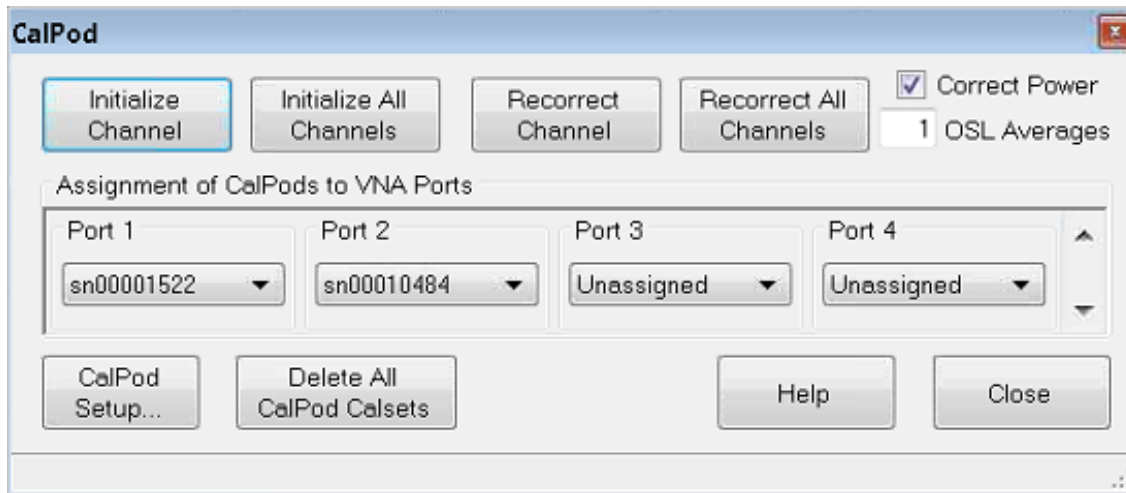 CalPod
Initialize
Channel
Initialize All
Channels
Recorrect
Channel
Recorrect All
Channels
Correct Power
1 OSL Averages
Assignment of CalPods to VNA Ports
Port 1 Port 2 Port 3 Port 4
sn00001522 sn00010484 Unassigned Unassigned
CalPod
Setup...
Delete All
CalPod Calsets
Help
Close